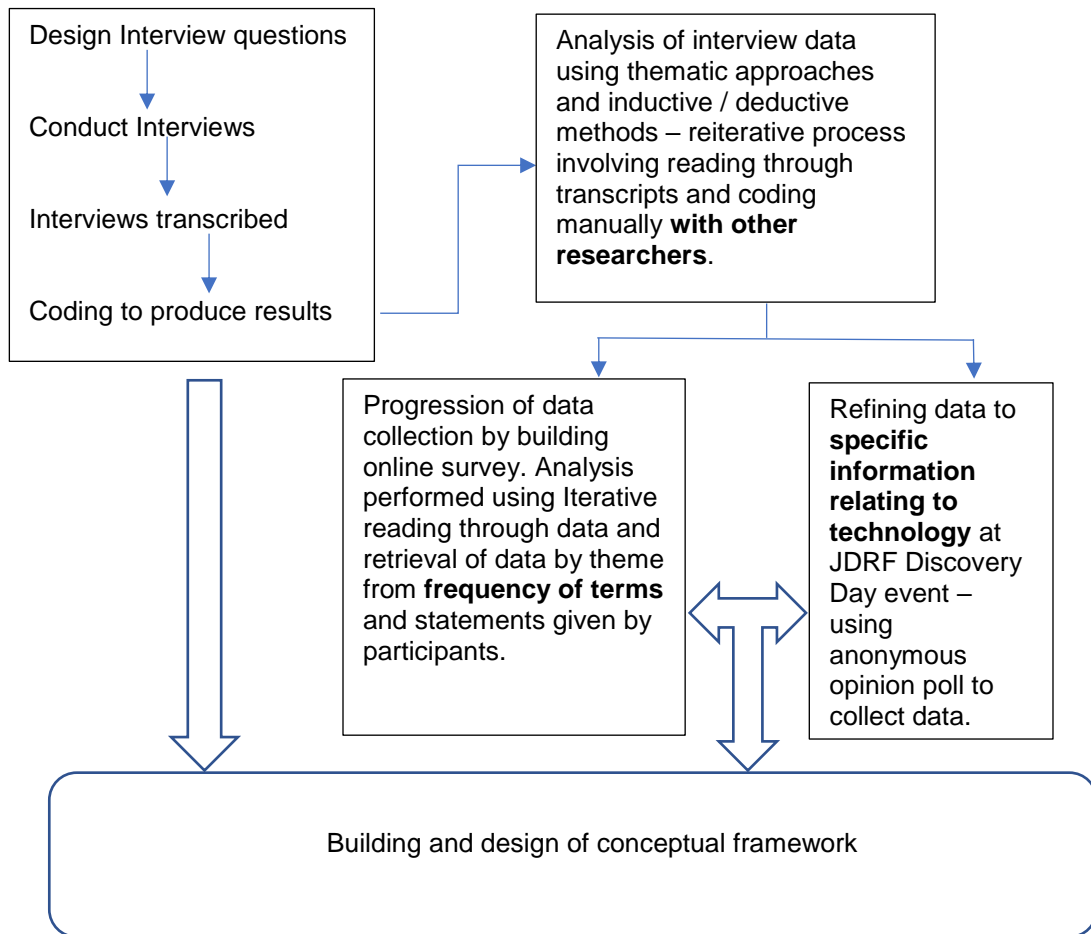 Design Interview questions
Conduct Interviews
Interviews transcribed
Coding to produce results
Analysis of interview data
using thematic approaches
and inductive / deductive
methods – reiterative process
involving reading through
transcripts and coding
manually with other
researchers.
Progression of data
collection by building
online survey. Analysis
performed using Iterative
reading through data and
retrieval of data by theme
from frequency of terms
and statements given by
participants.
Refining data to
specific
information
relating to
technology at
JDRF Discovery
Day event –
using
anonymous
opinion poll to
collect data.
Building and design of conceptual framework